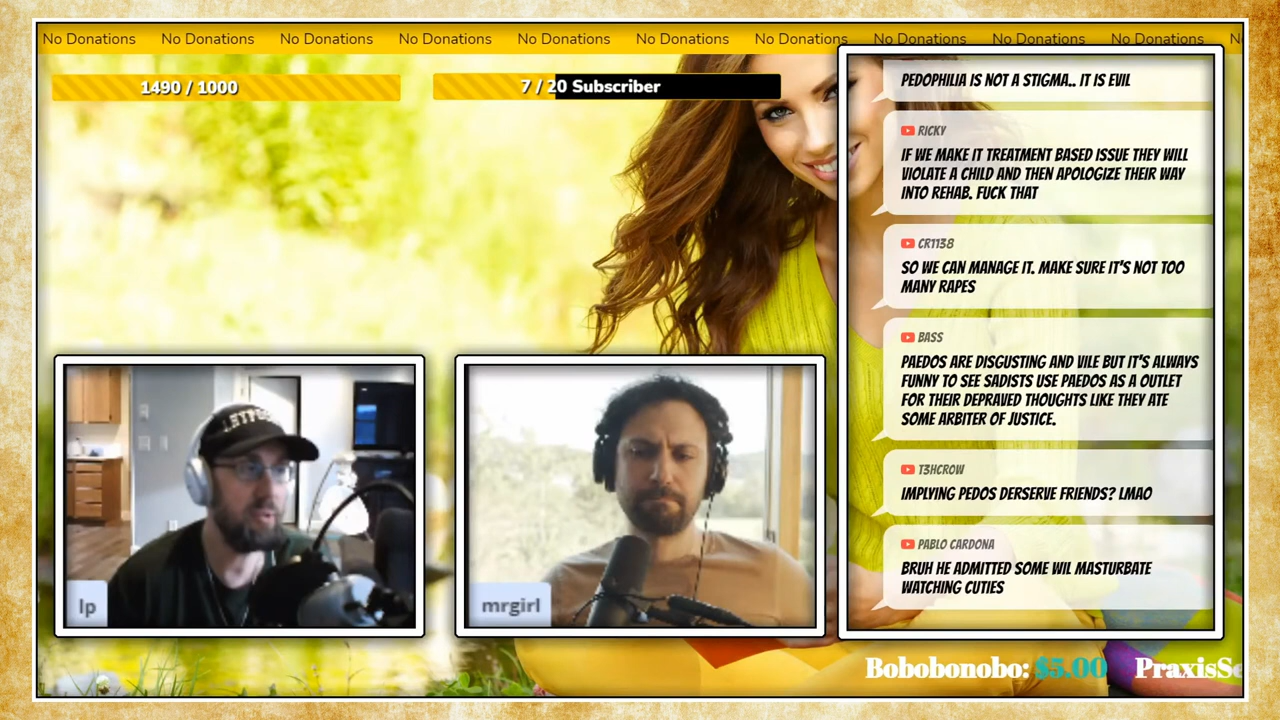 No Donations No Donations No Donations No Donations No Donations No Donations No Donations No Donations No Donations No Donations
1490 / 1000
7 / 20 Subscriber
PEDOPHILIA IS NOT A STIGMA.. IT IS EVIL
RICKY
IF WE MAKE IT TREATMENT BASED ISSUE THEY WILL
VIOLATE A CHILD AND THEN APOLOGIZE THEIR WAY
INTO REHAB. FUCK THAT
CR1138
SO WE CAN MANAGE IT. MAKE SURE IT'S NOT TOO
MANY RAPES
BASS
PAEDOS ARE DISGUSTING AND VILE BUT IT'S ALWAYS
FUNNY TO SEE SADISTS USE PAEDOS AS A OUTLET
FOR THEIR DEPRAVED THOUGHTS LIKE THEY ATE
SOME ARBITER OF JUSTICE.
T3HCROW
IMPLYING PEDOS DERSERVE FRIENDS? LMAO
PABLO CARDONA
BRUH HE ADMITTED SOME WIL MASTURBATE
WATCHING CUTIES
lp
mrgirl
Bobobonobo: $5.00 PraxisSe